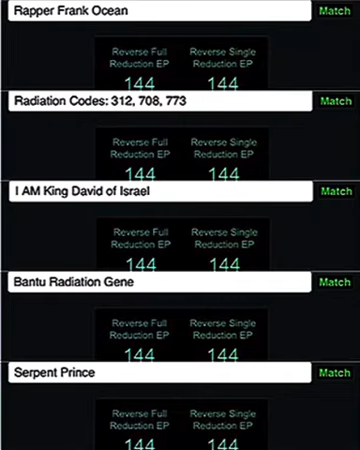 Rapper Frank Ocean Match
Reverse Full Reverse Single
Reduction EP Reduction EP
144 144
Radiation Codes: 312, 708, 773 Match
Reverse Full Reverse Single
Reduction EP Reduction EP
144 144
I AM King David of Israel Match
Reverse Full Reverse Single
Reduction EP Reduction EP
144 144
Bantu Radiation Gene Match
Reverse Full Reverse Single
Reduction EP Reduction EP
144 144
Serpent Prince Match
Reverse Full Reverse Single
Reduction EP Reduction EP
144 144